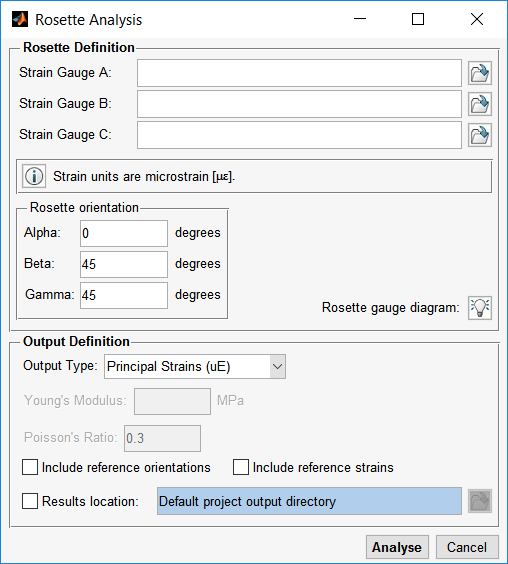 Rosette Analysis
Rosette Definition
Strain Gauge A:
Strain Gauge B:
Strain Gauge C:
Strain units are microstrain [με].
Rosette orientation
Alpha: 0 degrees
Beta: 45 degrees
Gamma: 45 degrees
Rosette gauge diagram:
Output Definition
Output Type: Principal Strains (uE)
Young's Modulus: MPa
Poisson's Ratio: 0.3
Include reference orientations Include reference strains
Results location: Default project output directory
Analyse Cancel